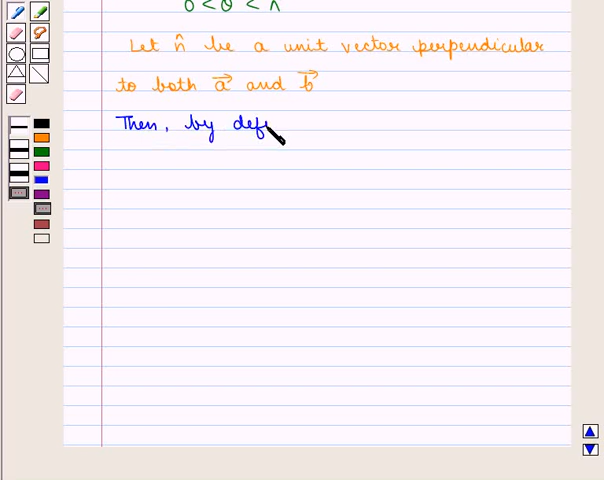 0 < θ < π
Let n̂ be a unit vector perpendicular
to both a⃗ and b⃗
Then, by def